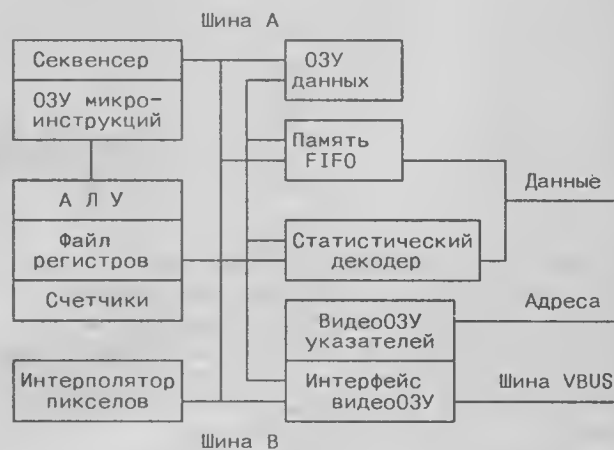 Шина А
Секвенсер
ОЗУ микро-
инструкций
А Л У
Файл
регистров
Счетчики
Интерполятор
пикселов
ОЗУ
данных
Память
FIFO
Статистический
декодер
ВидеоОЗУ
указателей
Интерфейс
видеоОЗУ
Данные
Адреса
Шина VBUS
Шина В